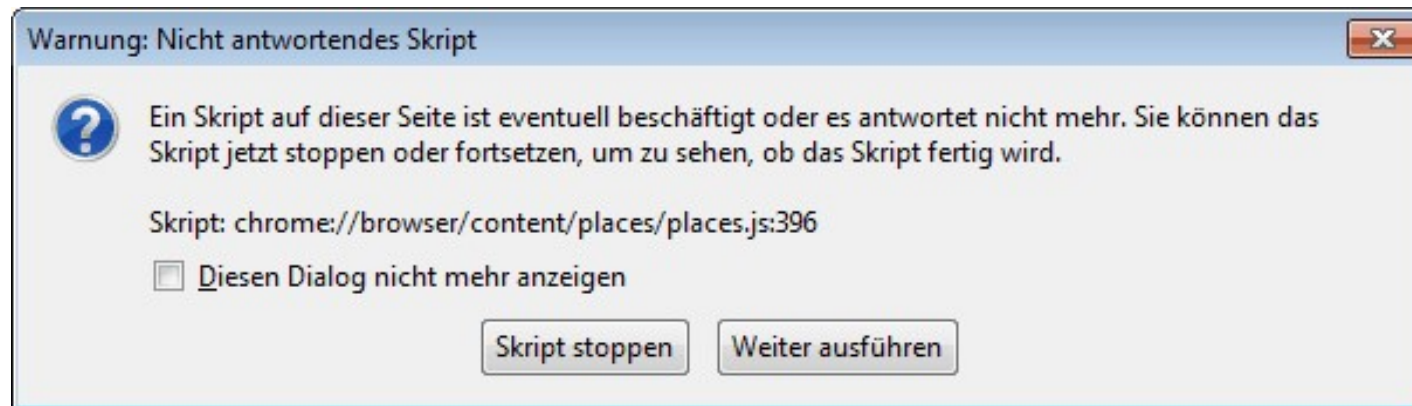 Warnung: Nicht antwortendes Skript
Ein Skript auf dieser Seite ist eventuell beschäftigt oder es antwortet nicht mehr. Sie können das
Skript jetzt stoppen oder fortsetzen, um zu sehen, ob das Skript fertig wird.
Skript: chrome://browser/content/places/places.js:396
Diesen Dialog nicht mehr anzeigen
Skript stoppen Weiter ausführen